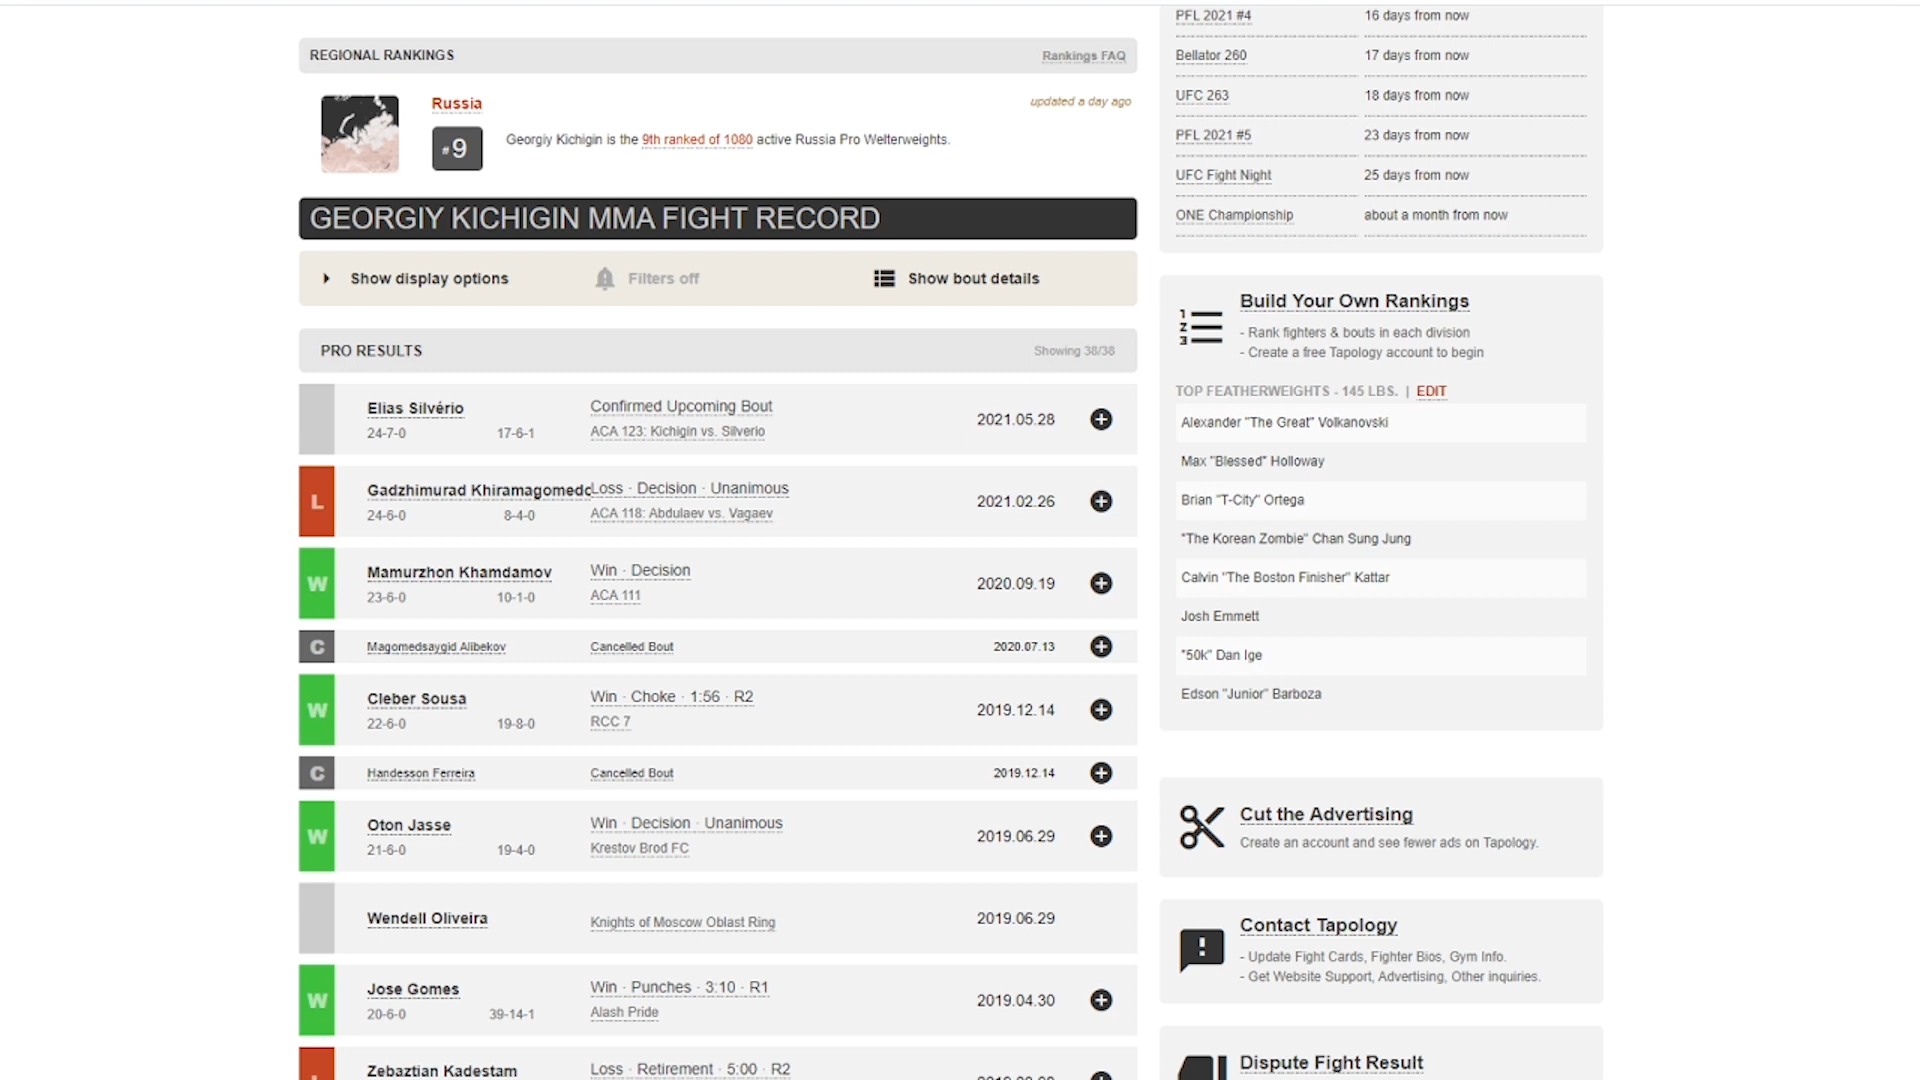 REGIONAL RANKINGS
Rankings FAQ
Russia
updated a day ago
#9
Georgiy Kichigin is the 9th ranked of 1080 active Russia Pro Welterweights.
GEORGIY KICHIGIN MMA FIGHT RECORD
Show display options
Filters off
Show bout details
PRO RESULTS
Showing 38/38
Elias Silvério
24-7-0
17-6-1
Confirmed Upcoming Bout
ACA 123: Kichigin vs. Silverio
2021.05.28
L
Gadzhimurad Khiramagomedo
24-6-0
8-4-0
Loss · Decision · Unanimous
ACA 118: Abdulaev vs. Vagaev
2021.02.26
W
Mamurzhon Khamdamov
23-6-0
10-1-0
Win · Decision
ACA 111
2020.09.19
C
Magomedsaygid Alibekov
Cancelled Bout
2020.07.13
W
Cleber Sousa
22-6-0
19-8-0
Win · Choke · 1:56 · R2
RCC 7
2019.12.14
C
Handesson Ferreira
Cancelled Bout
2019.12.14
W
Oton Jasse
21-6-0
19-4-0
Win · Decision · Unanimous
Krestov Brod FC
2019.06.29
Wendell Oliveira
Knights of Moscow Oblast Ring
2019.06.29
W
Jose Gomes
20-6-0
39-14-1
Win · Punches · 3:10 · R1
Alash Pride
2019.04.30
Zebaztian Kadestam
Loss · Retirement · 5:00 · R2
PFL 2021 #4
16 days from now
Bellator 260
17 days from now
UFC 263
18 days from now
PFL 2021 #5
23 days from now
UFC Fight Night
25 days from now
ONE Championship
about a month from now
1
2
3
Build Your Own Rankings
- Rank fighters & bouts in each division
- Create a free Tapology account to begin
TOP FEATHERWEIGHTS - 145 LBS. | EDIT
Alexander "The Great" Volkanovski
Max "Blessed" Holloway
Brian "T-City" Ortega
"The Korean Zombie" Chan Sung Jung
Calvin "The Boston Finisher" Kattar
Josh Emmett
"50k" Dan Ige
Edson "Junior" Barboza
Cut the Advertising
Create an account and see fewer ads on Tapology.
Contact Tapology
- Update Fight Cards, Fighter Bios, Gym Info.
- Get Website Support, Advertising, Other inquiries.
Dispute Fight Result